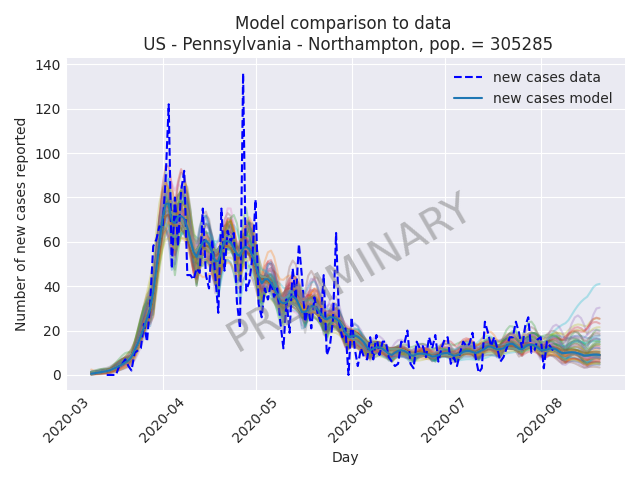 Model comparison to data
US - Pennsylvania - Northampton, pop. = 305285
Number of new cases reported
140
120
100
80
60
40
20
0
new cases data
new cases model
PRELIMINARY
2020-03
2020-04
2020-05
2020-06
2020-07
2020-08
Day